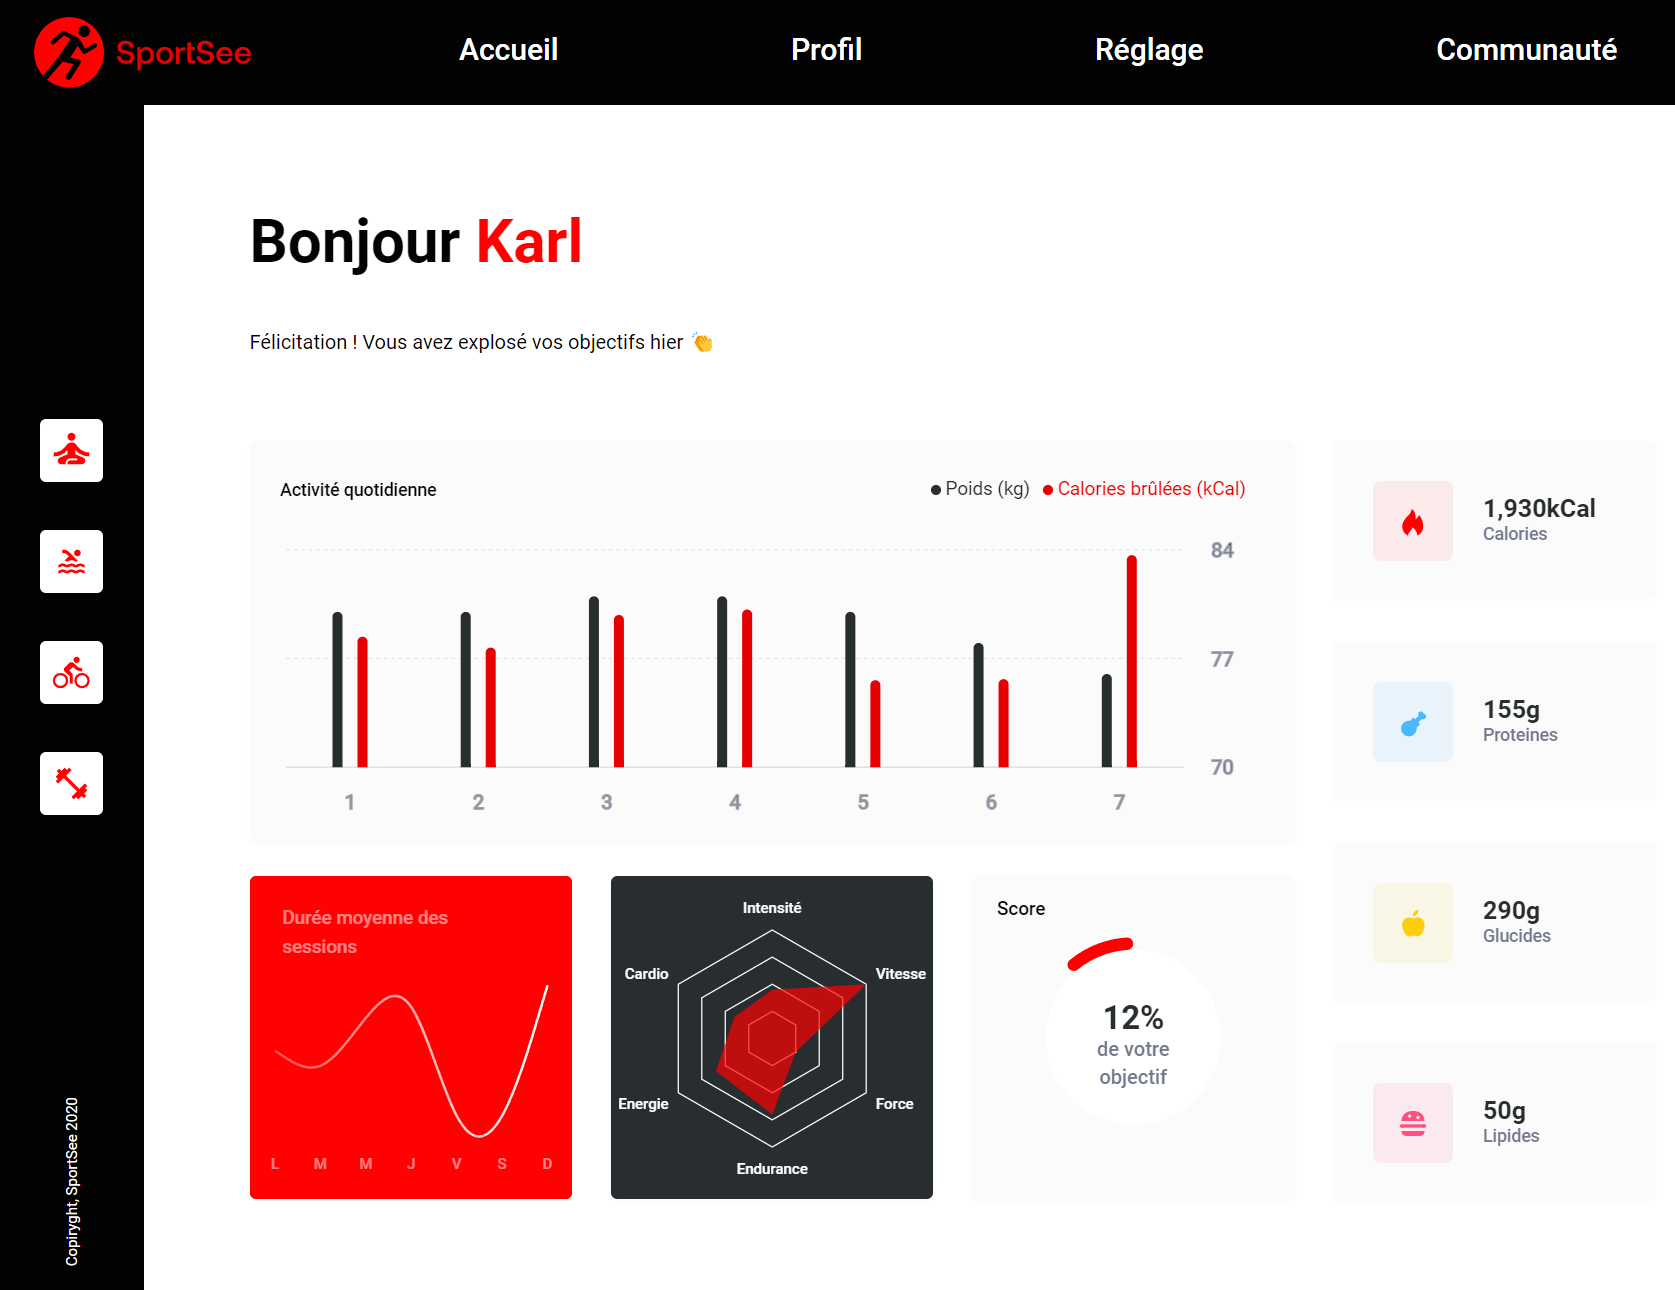 SportSee
Accueil
Profil
Réglage
Communauté
Bonjour Karl
Félicitation ! Vous avez explosé vos objectifs hier 👏
Activité quotidienne
Poids (kg)
Calories brûlées (kCal)
84
77
70
1 2 3 4 5 6 7
1,930kCal
Calories
155g
Proteines
290g
Glucides
50g
Lipides
Durée moyenne des
sessions
L M M J V S D
Intensité
Vitesse
Force
Endurance
Energie
Cardio
Score
12%
de votre
objectif
Copiryght, SportSee 2020